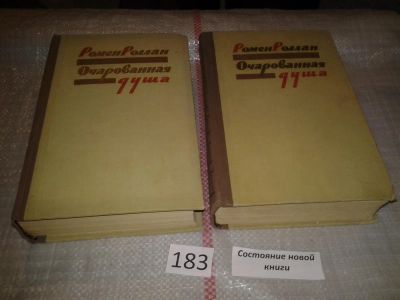 Ромен Роллан
Очарованная
душа
Ромен Роллан
Очарованная
душа
183
Состояние новой
книги